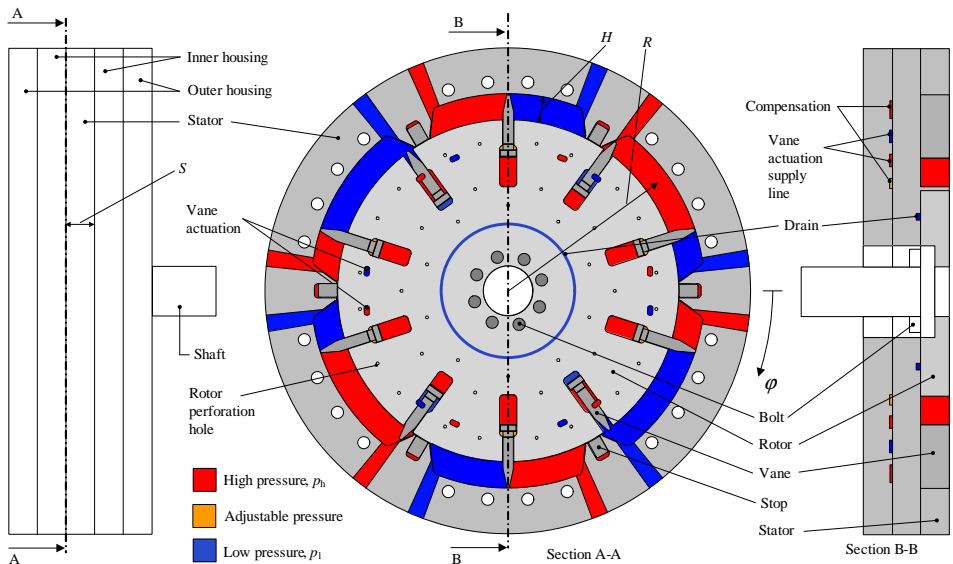 A
B
H
R
Inner housing
Outer housing
Stator
S
Vane
actuation
Shaft
Rotor
perforation
hole
High pressure, ph
Adjustable pressure
Low pressure, pl
A
B
Section A-A
Compensation
Vane
actuation
supply
line
Drain
φ
Bolt
Rotor
Vane
Stop
Stator
Section B-B